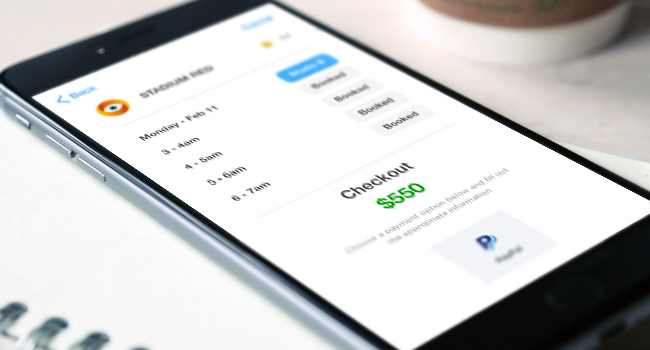 Back
Cancel
STADIUM RED
Studio B
Monday - Feb 11
3 - 4am
Booked
4 - 5am
Booked
5 - 6am
Booked
6 - 7am
Booked
Checkout
$550
Choose a payment option below and fill out
the appropriate information
PayPal